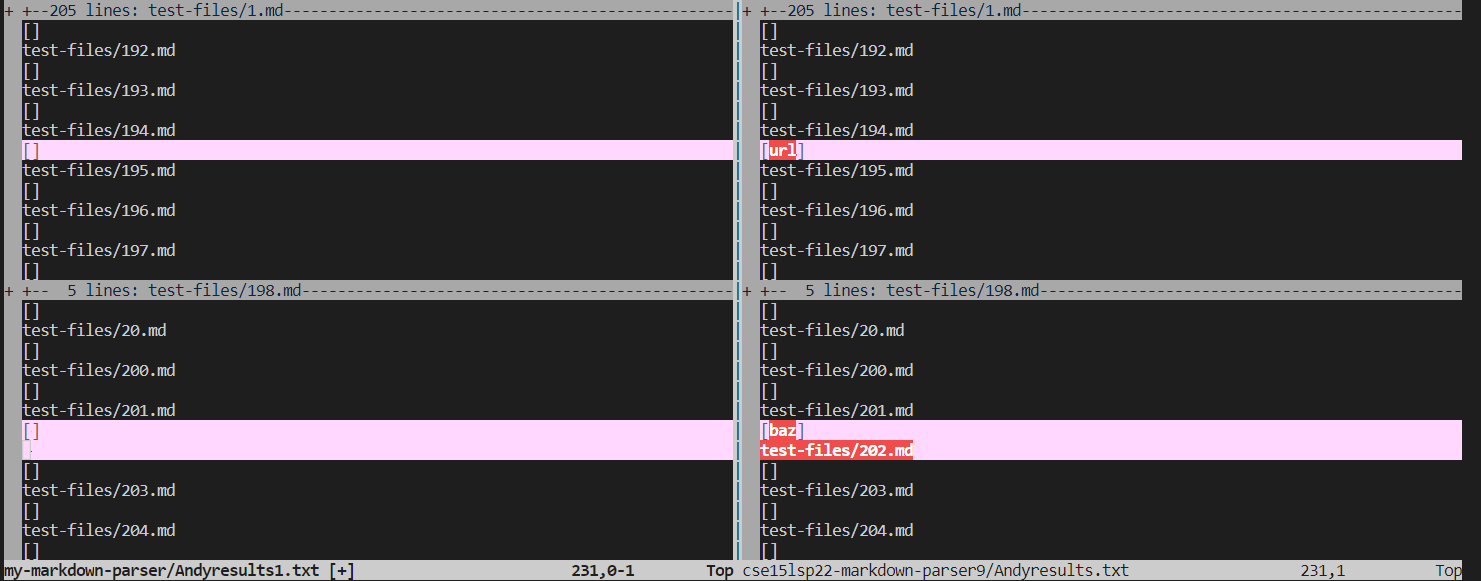 + +--205 lines: test-files/1.md--------------------------------------------------
[]
test-files/192.md
[]
test-files/193.md
[]
test-files/194.md
[]
test-files/195.md
[]
test-files/196.md
[]
test-files/197.md
[]
+ +--  5 lines: test-files/198.md------------------------------------------------
[]
test-files/20.md
[]
test-files/200.md
[]
test-files/201.md
[]
[]
test-files/203.md
[]
test-files/204.md
[]
my-markdown-parser/Andyresults1.txt [+] 231,0-1 Top
+ +--205 lines: test-files/1.md-------------------------------------------------
[]
test-files/192.md
[]
test-files/193.md
[]
test-files/194.md
[url]
test-files/195.md
[]
test-files/196.md
[]
test-files/197.md
[]
+ +--  5 lines: test-files/198.md-----------------------------------------------
[]
test-files/20.md
[]
test-files/200.md
[]
test-files/201.md
[baz]
test-files/202.md
[]
test-files/203.md
[]
test-files/204.md
[]
cse15lsp22-markdown-parser9/Andyresults.txt 231,1 Top